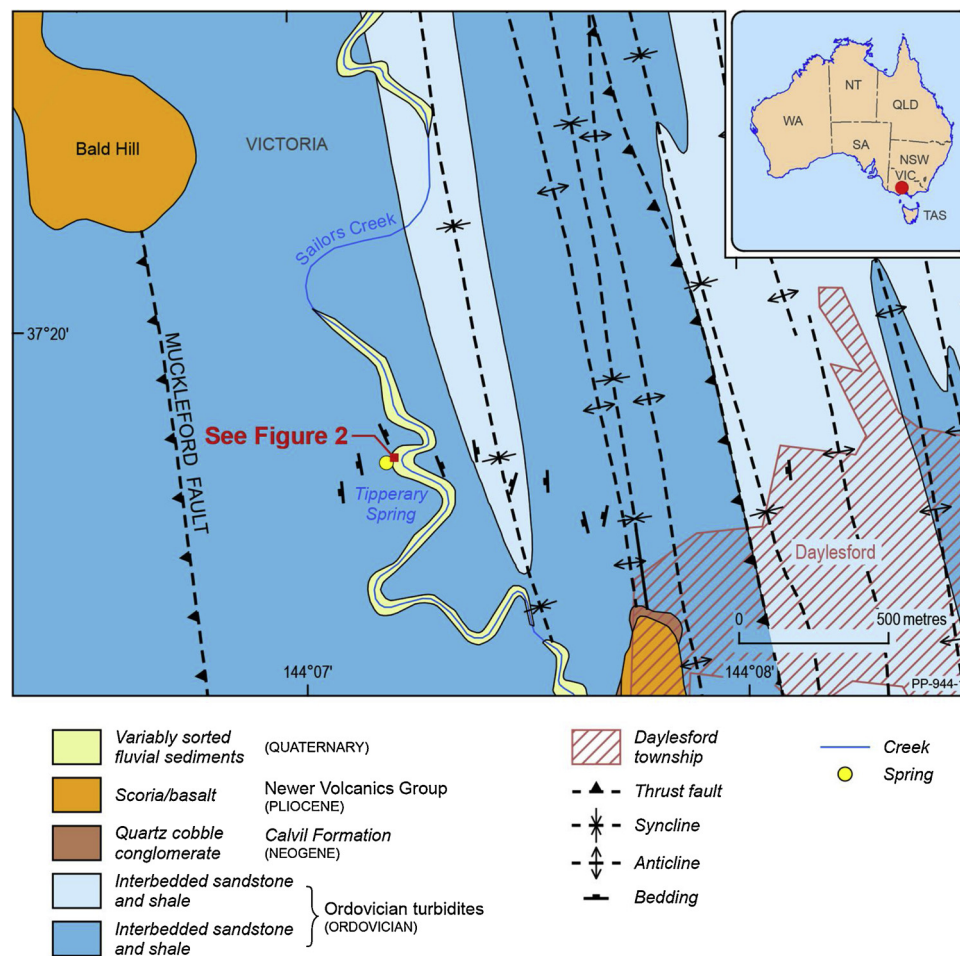 Bald Hill
VICTORIA
Sailors Creek
37°20'
MUCKLEFORD FAULT
See Figure 2
Tipperary
Spring
Daylesford
0
500 metres
144°07'
144°08'
WA
NT
QLD
SA
NSW
VIC
TAS
Variably sorted
fluvial sediments
(QUATERNARY)
Scoria/basalt
Newer Volcanics Group
(PLIOCENE)
Quartz cobble
conglomerate
Calvil Formation
(NEOGENE)
Interbedded sandstone
and shale
Interbedded sandstone
and shale
Ordovician turbidites
(ORDOVICIAN)
Daylesford
township
Thrust fault
Syncline
Anticline
Bedding
Creek
Spring